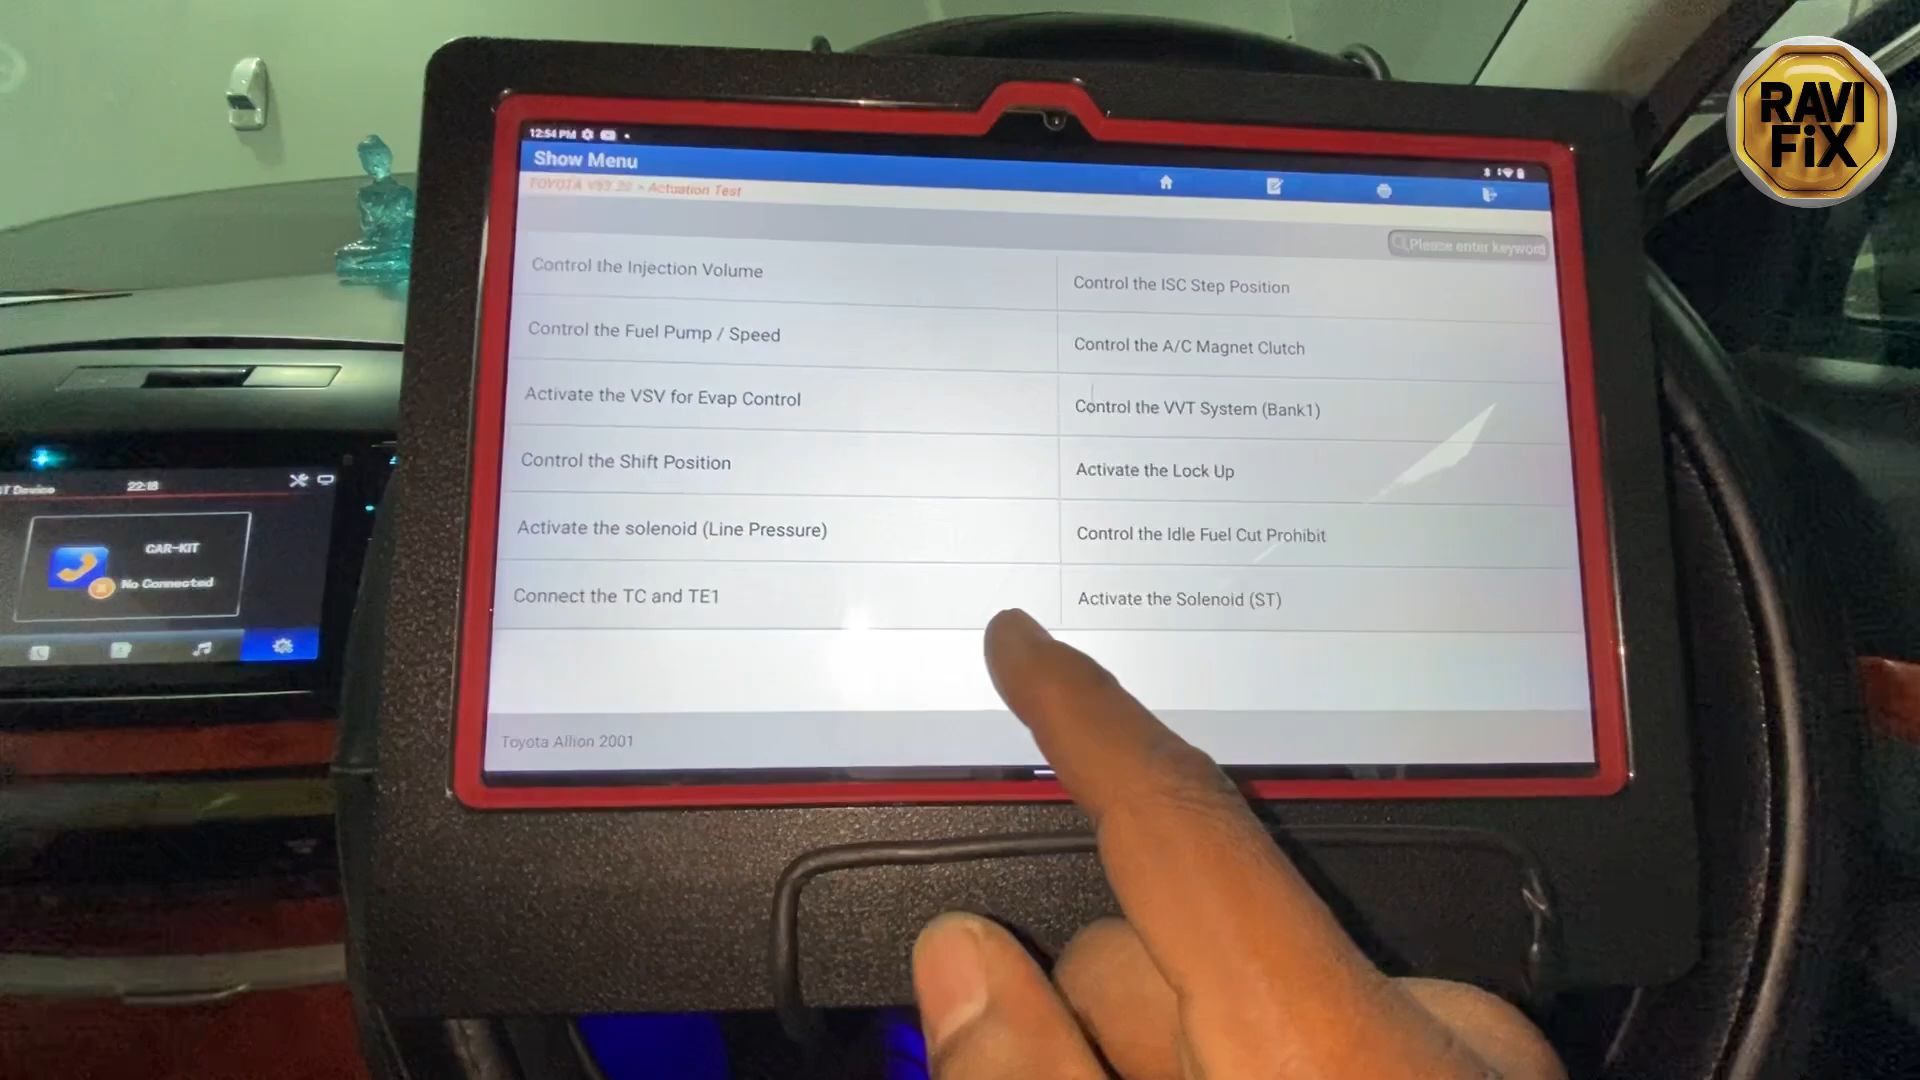 RAVI
FiX
12:54 PM
Show Menu
TOYOTA V53.20 > Actuation Test
Please enter keyword
Control the Injection Volume
Control the ISC Step Position
Control the Fuel Pump / Speed
Control the A/C Magnet Clutch
Activate the VSV for Evap Control
Control the VVT System (Bank1)
Control the Shift Position
Activate the Lock Up
Activate the solenoid (Line Pressure)
Control the Idle Fuel Cut Prohibit
Connect the TC and TE1
Activate the Solenoid (ST)
Toyota Allion 2001
Device
22:18
CAR-KIT
No Connected